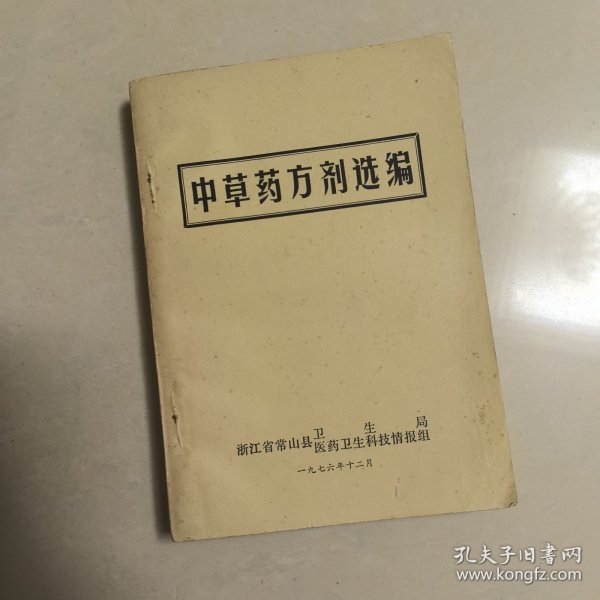 中草药方剂选编
卫生局
浙江省常山县医药卫生科技情报组
一九七六年十二月
孔夫子旧书网
www.kongfz.com